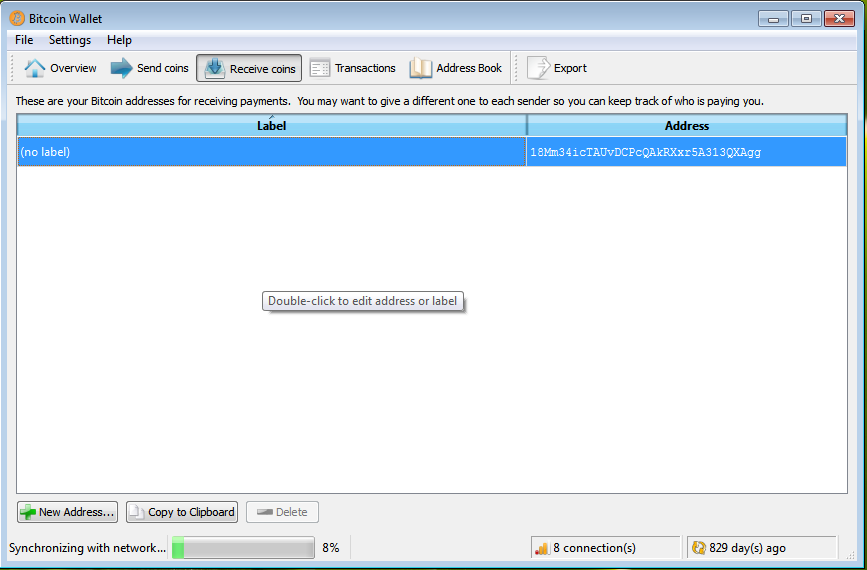 Bitcoin Wallet
File Settings Help
Overview Send coins Receive coins Transactions Address Book Export
These are your Bitcoin addresses for receiving payments. You may want to give a different one to each sender so you can keep track of who is paying you.
Label Address
(no label) 18Mm34icTAUvDCPcQAkRXxr5A313QXAgg
Double-click to edit address or label
New Address... Copy to Clipboard Delete
Synchronizing with network... 8% 8 connection(s) 829 day(s) ago